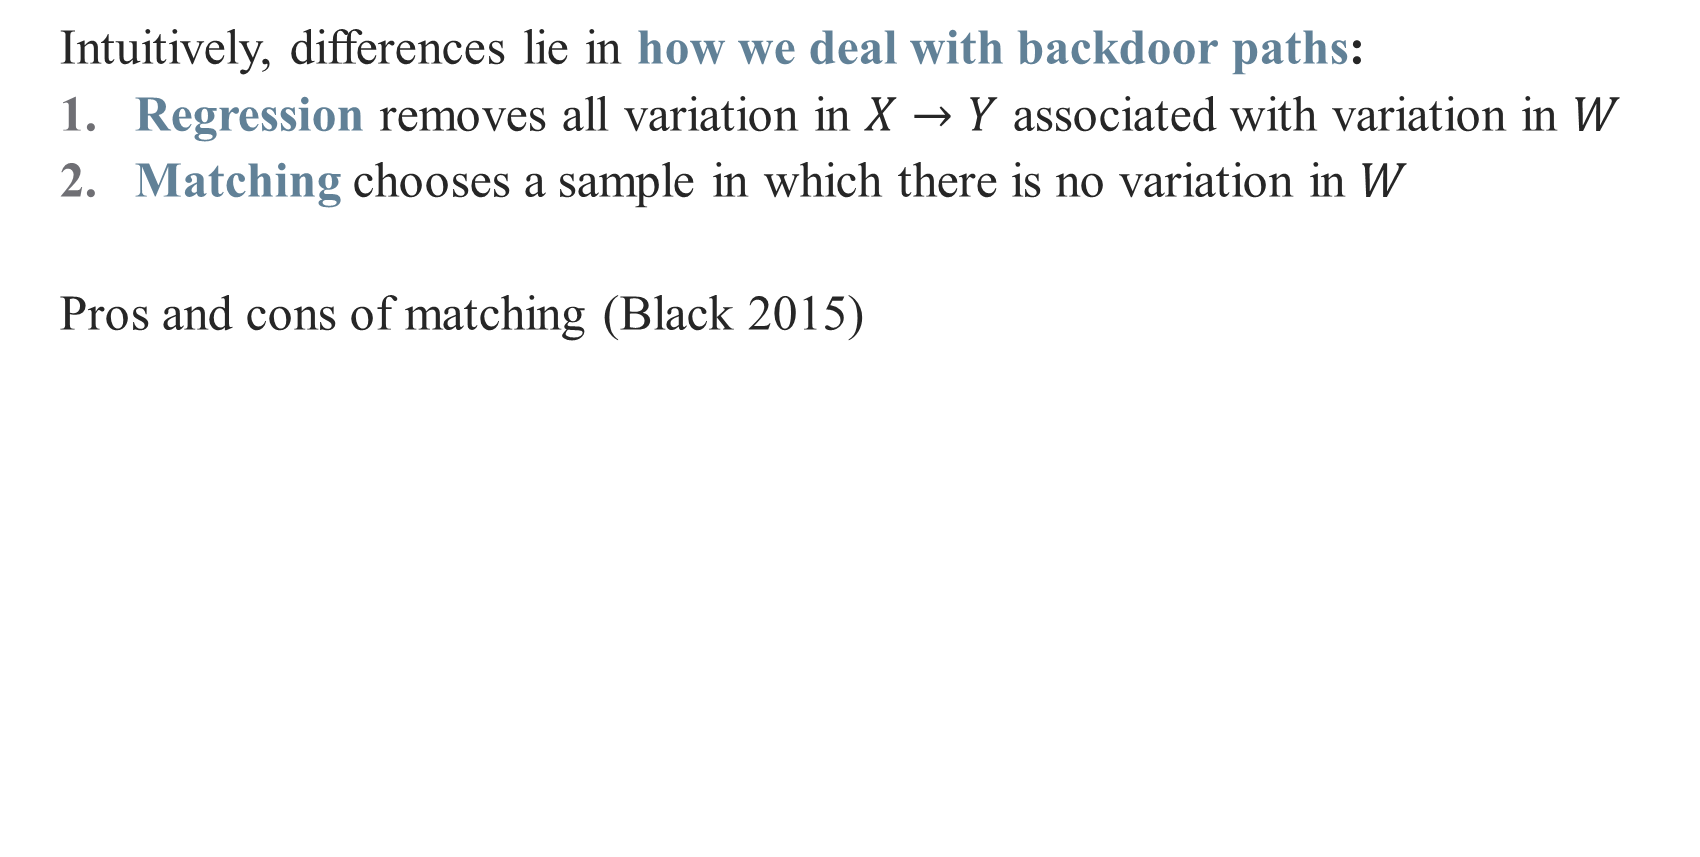 Intuitively, differences lie in how we deal with backdoor paths:
1. Regression removes all variation in X → Y associated with variation in W
2. Matching chooses a sample in which there is no variation in W
Pros and cons of matching (Black 2015)